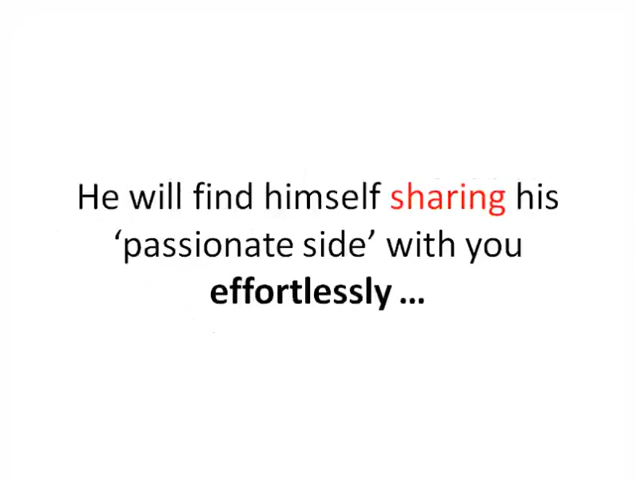 He will find himself sharing his
‘passionate side’ with you
effortlessly ...